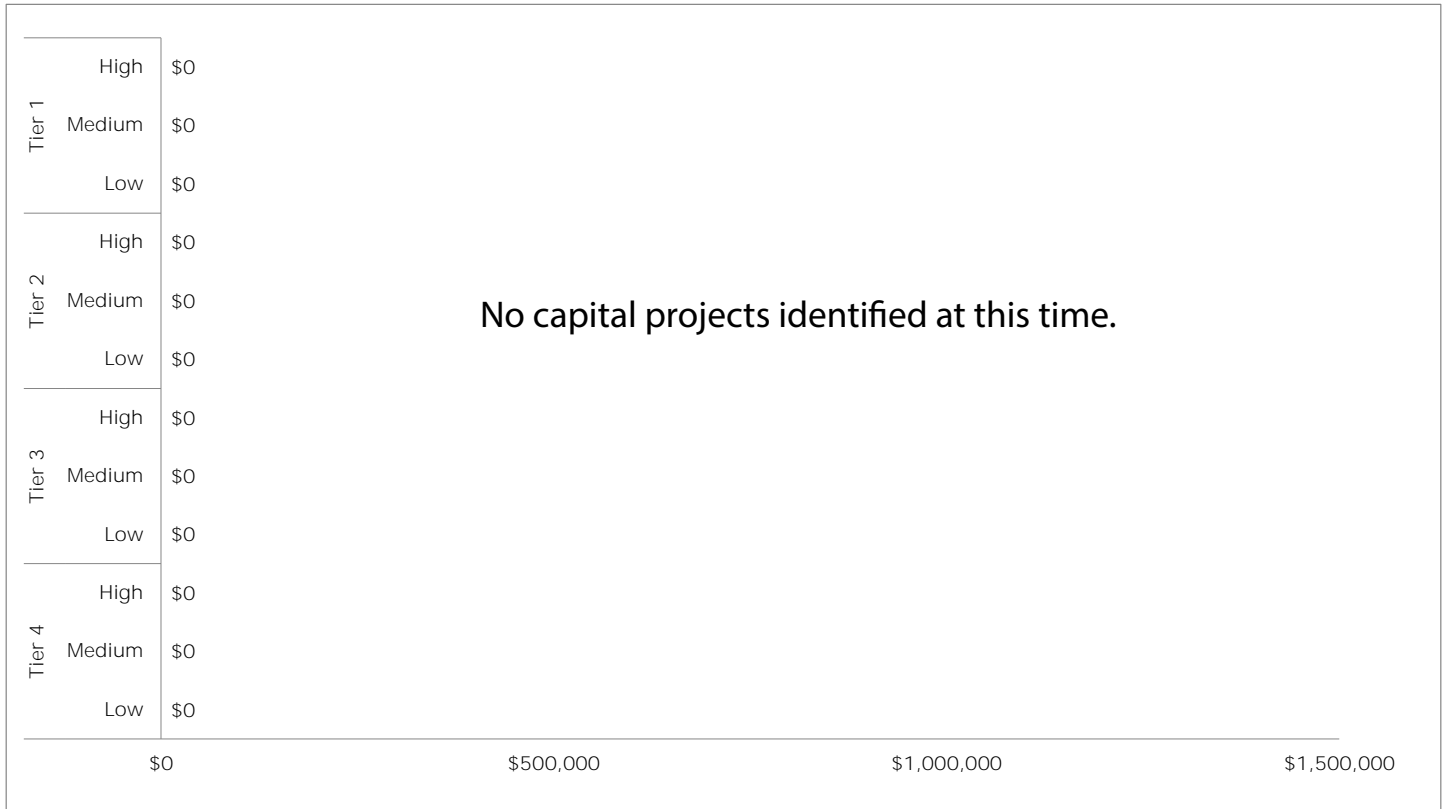 Tier 1
High $0
Medium $0
Low $0
Tier 2
High $0
Medium $0
Low $0
No capital projects identified at this time.
Tier 3
High $0
Medium $0
Low $0
Tier 4
High $0
Medium $0
Low $0
$0 $500,000 $1,000,000 $1,500,000